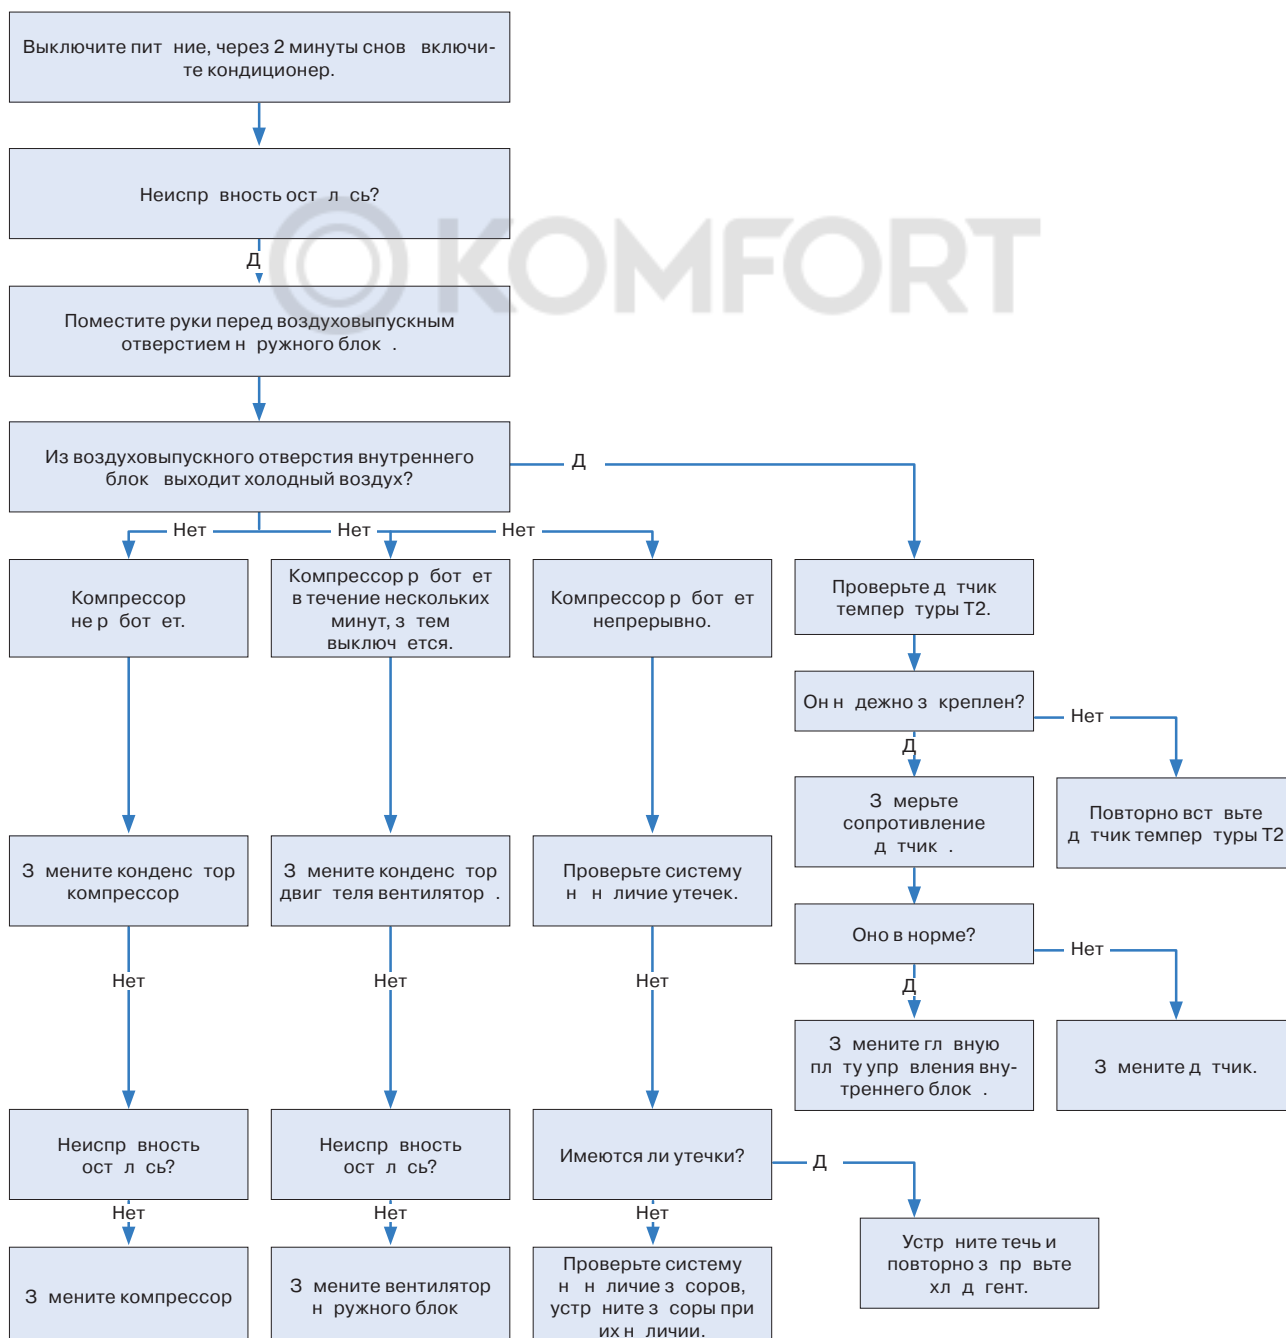 Выключите пит ние, через 2 минуты снов включи-
те кондиционер.
Неиспр вность ост л сь?
KOMFORT
Д
Поместите руки перед воздуховыпускным
отверстием н ружного блок .
Из воздуховыпускного отверстия внутреннего
блок выходит холодный воздух?
Д
Нет
Нет
Нет
Компрессор
не р бот ет.
Компрессор р бот ет
в течение нескольких
минут, з тем
выключ ется.
Компрессор р бот ет
непрерывно.
Проверьте д тчик
темпер туры Т2.
Он н дежно з креплен?
Нет
Д
З мерьте
сопротивление
д тчик .
Повторно вст вьте
д тчик темпер туры Т2
З мените конденс тор
компрессор
З мените конденс тор
двиг теля вентилятор .
Проверьте систему
н н личие утечек.
Оно в норме?
Нет
Д
Нет
Нет
Нет
З мените гл вную
пл ту упр вления вну-
треннего блок .
З мените д тчик.
Неиспр вность
ост л сь?
Неиспр вность
ост л сь?
Имеются ли утечки?
Д
Нет
Нет
Нет
Устр ните течь и
повторно з пр вьте
хл д гент.
З мените компрессор
З мените вентилятор
н ружного блок
Проверьте систему
н н личие з соров,
устр ните з соры при
их н личии.